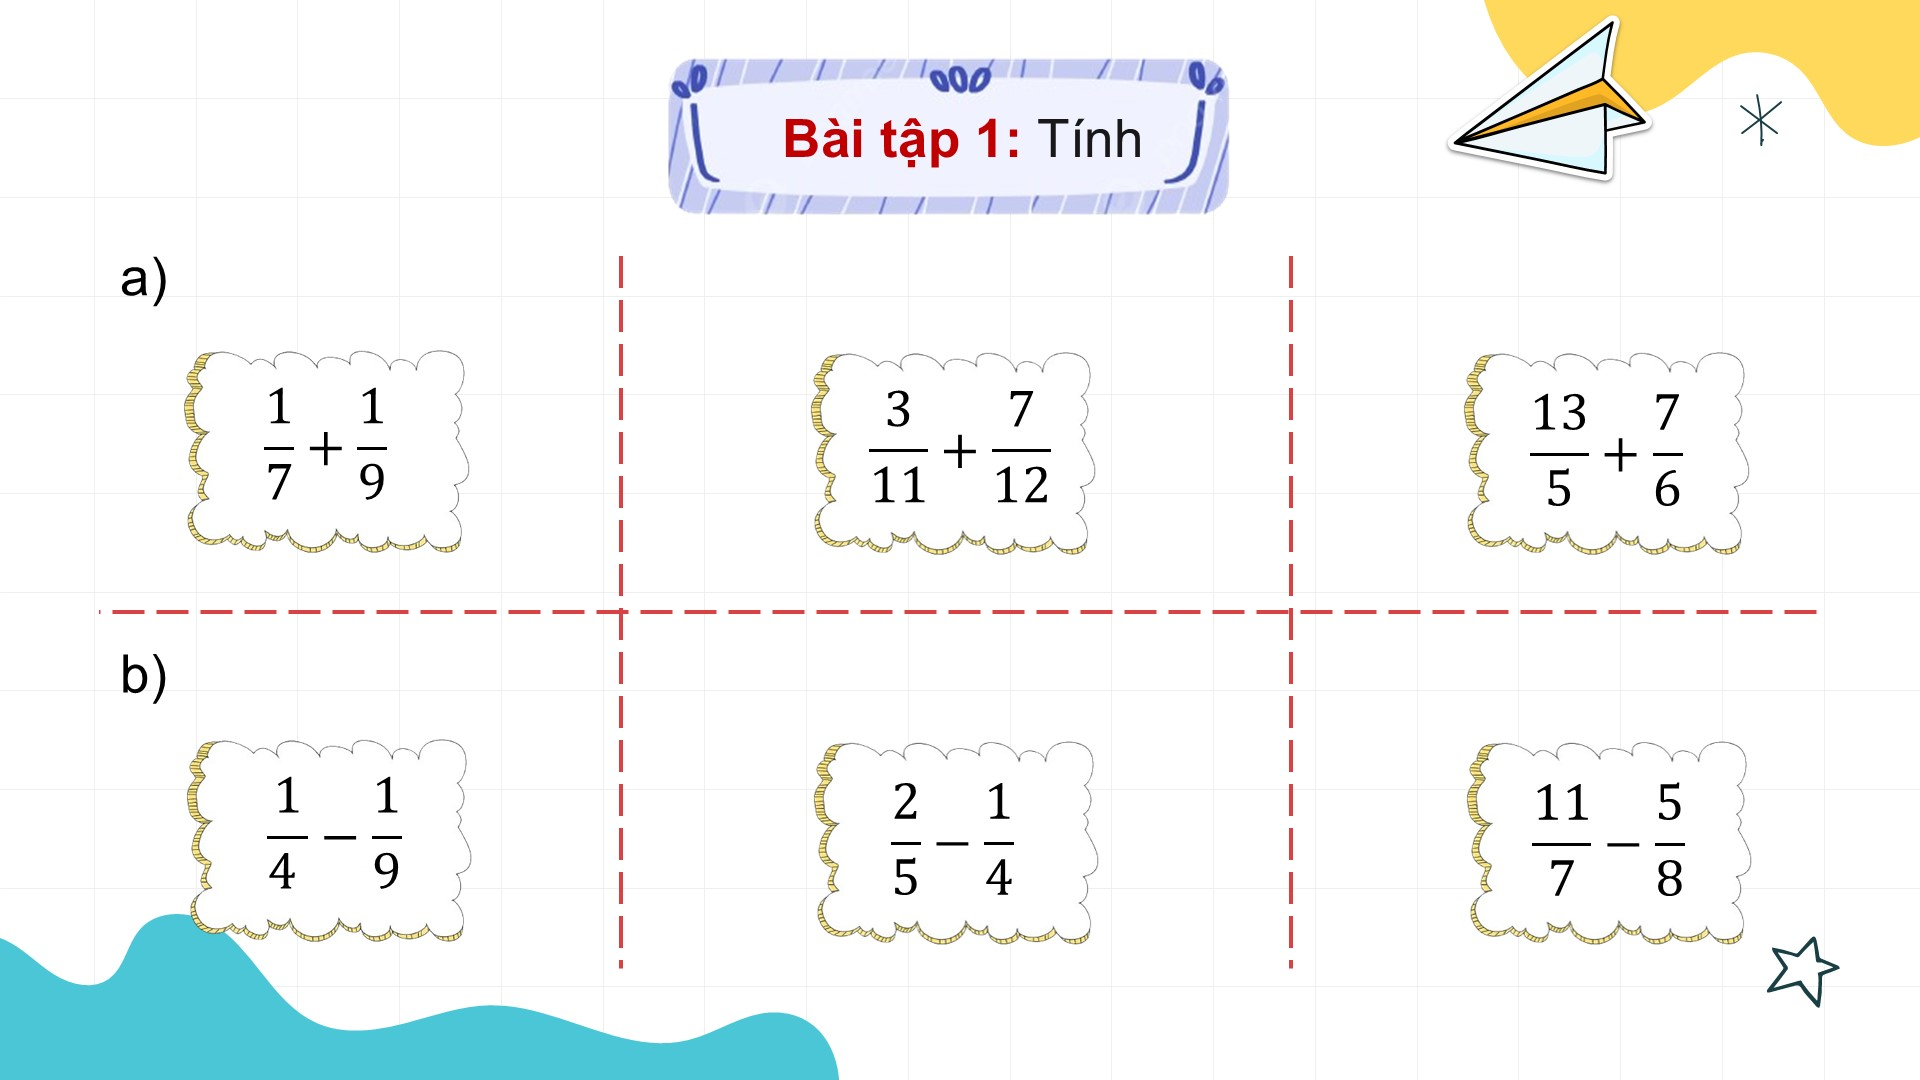 Bài tập 1: Tính
a)
1/7 + 1/9
3/11 + 7/12
13/5 + 7/6
b)
1/4 − 1/9
2/5 − 1/4
11/7 − 5/8